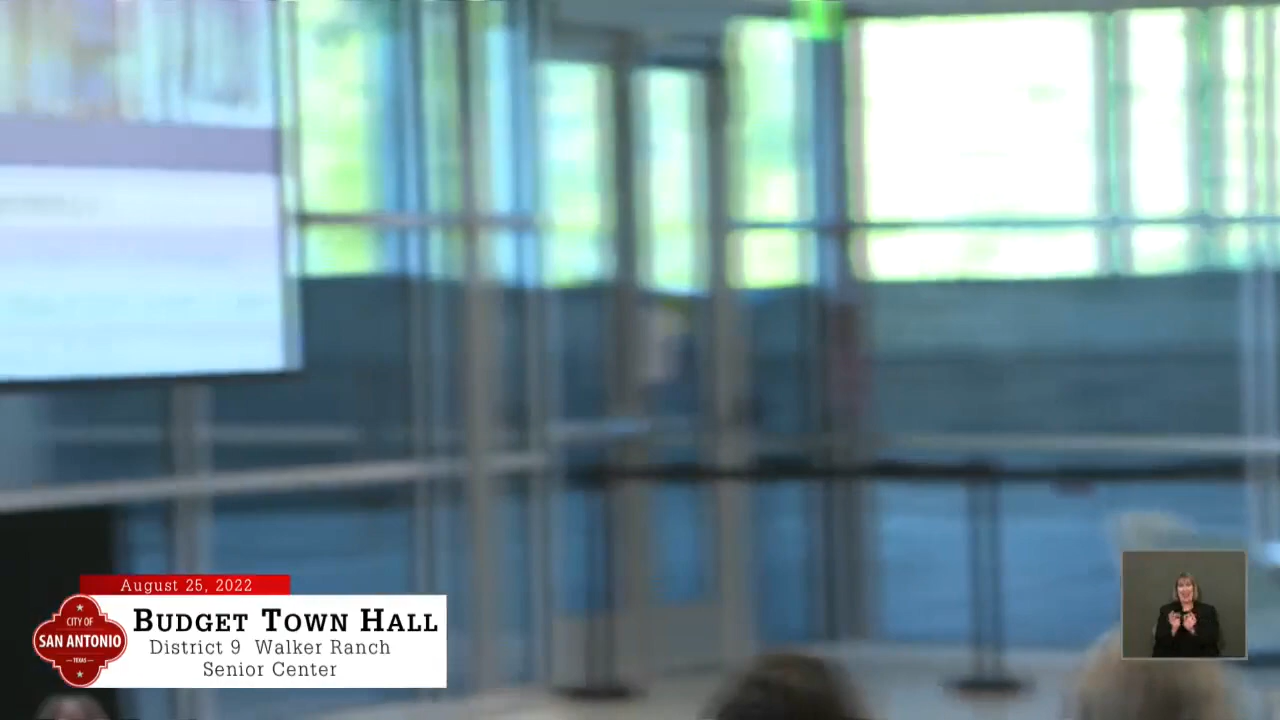 August 25, 2022
CITY OF
SAN ANTONIO
TEXAS
BUDGET TOWN HALL
District 9 Walker Ranch
Senior Center